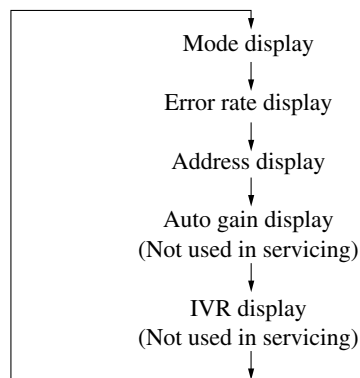 Mode display
Error rate display
Address display
Auto gain display
(Not used in servicing)
IVR display
(Not used in servicing)